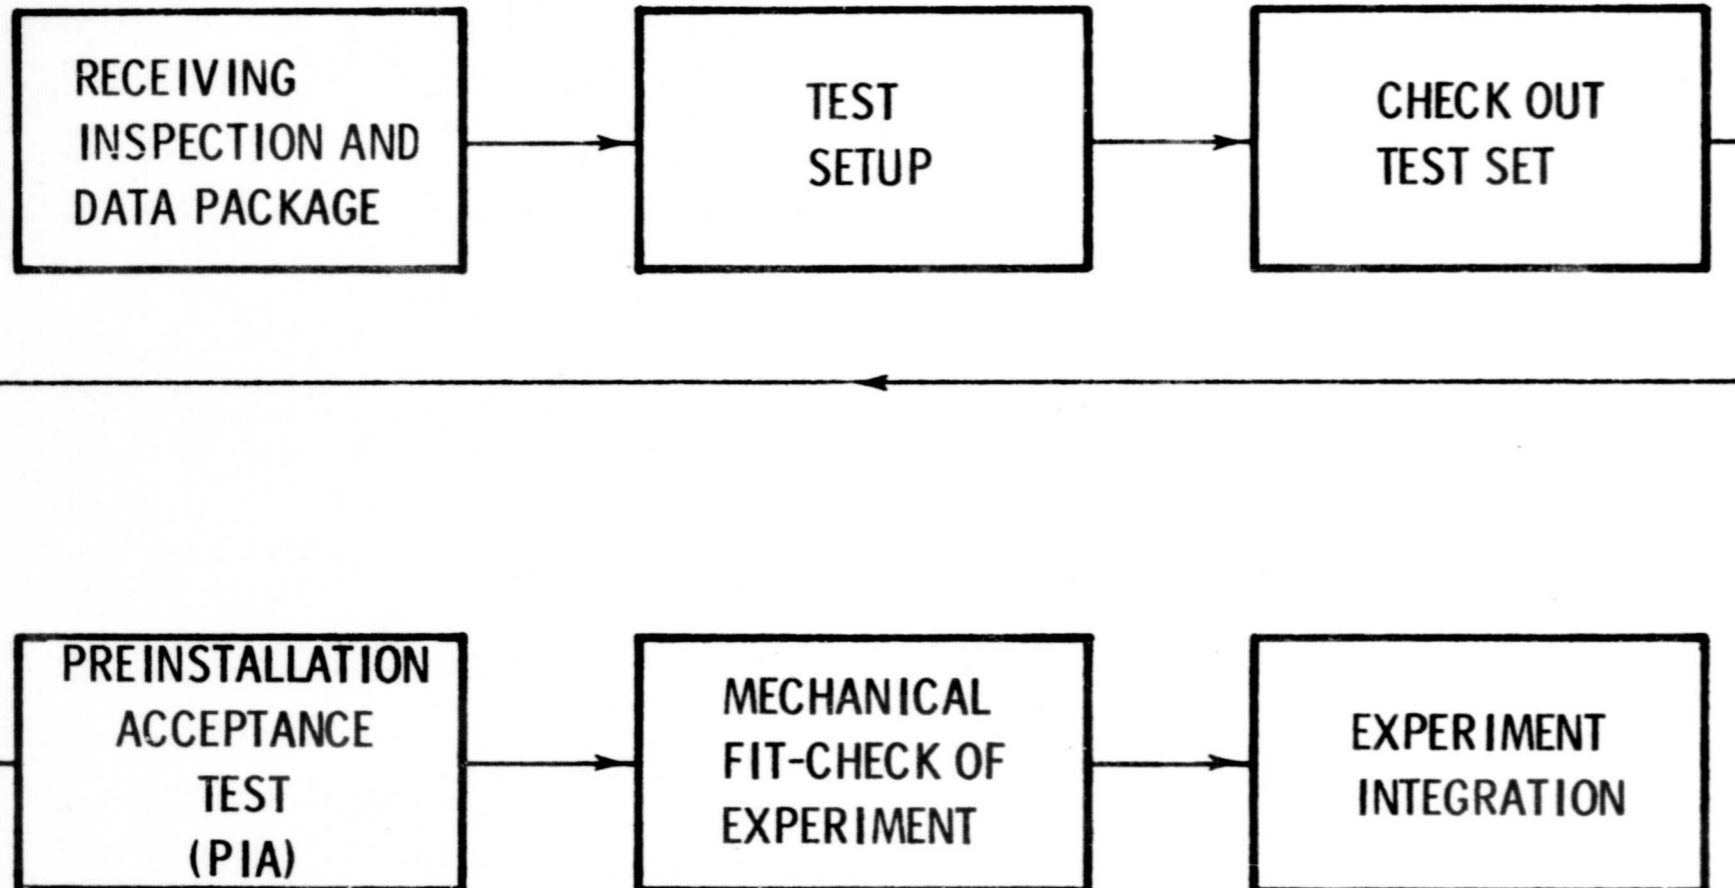 RECEIVING
INSPECTION AND
DATA PACKAGE
TEST
SETUP
CHECK OUT
TEST SET
PREINSTALLATION
ACCEPTANCE
TEST
(PIA)
MECHANICAL
FIT-CHECK OF
EXPERIMENT
EXPERIMENT
INTEGRATION